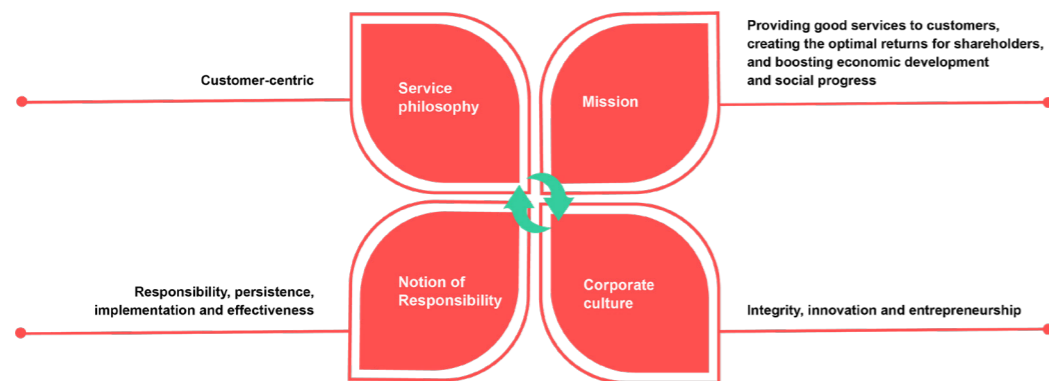 Customer-centric
Service
philosophy
Mission
Providing good services to customers,
creating the optimal returns for shareholders,
and boosting economic development
and social progress
Responsibility, persistence,
implementation and effectiveness
Notion of
Responsibility
Corporate
culture
Integrity, innovation and entrepreneurship